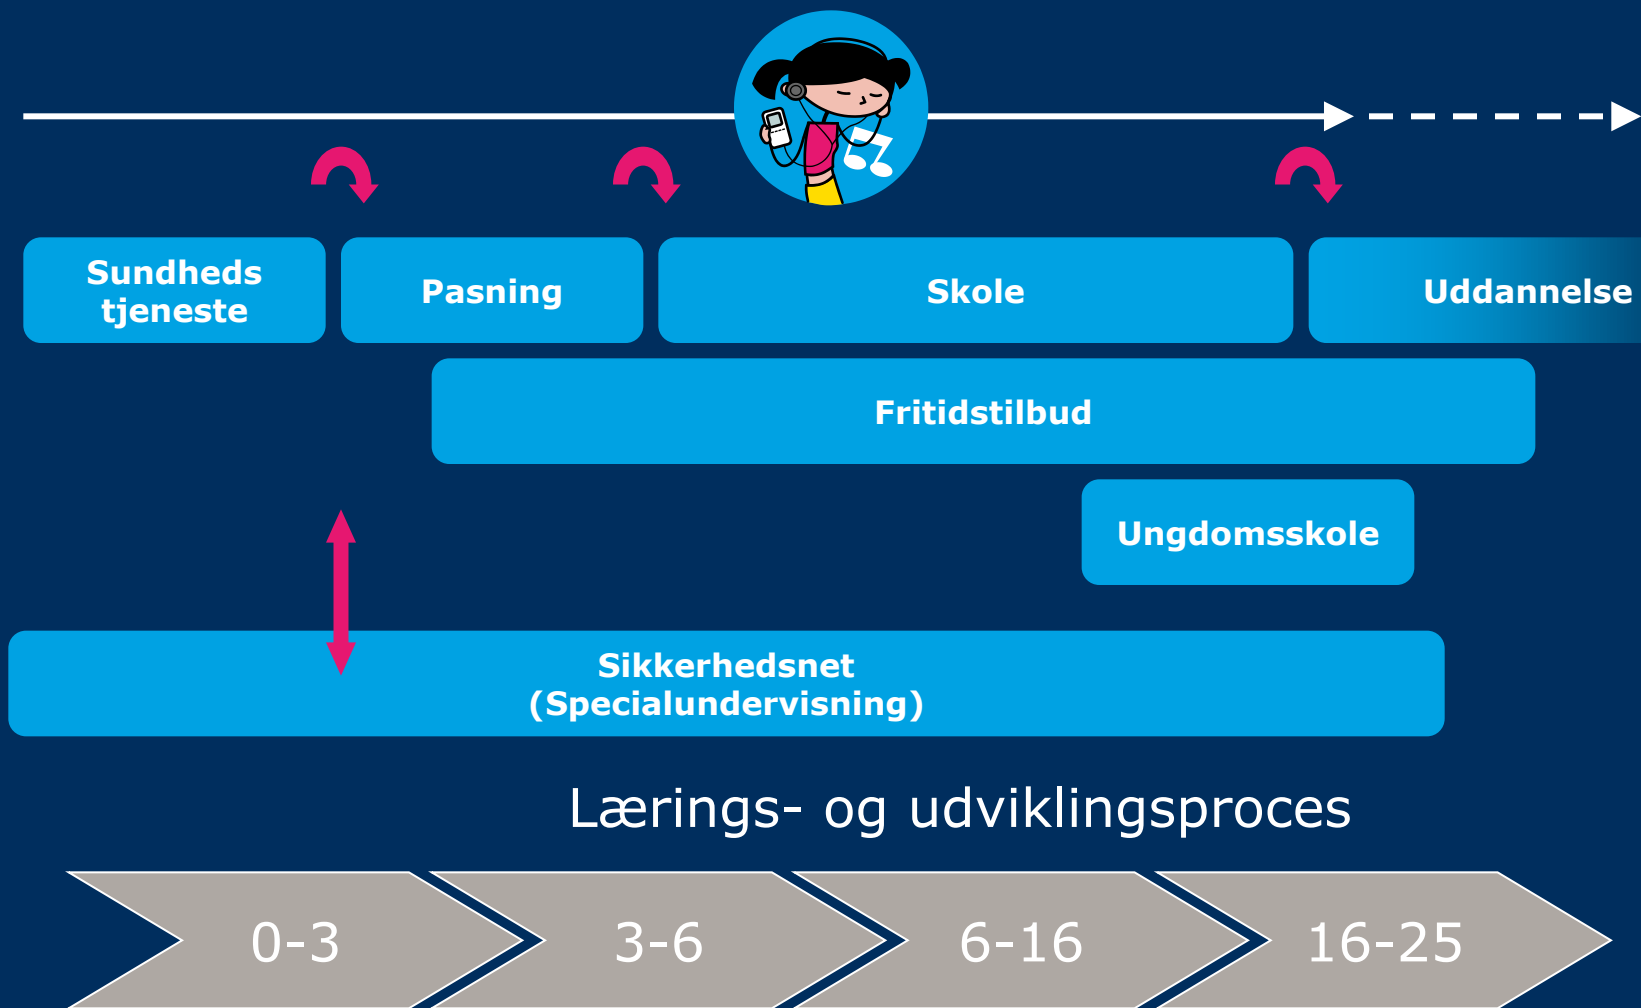 Sundheds
tjeneste
Pasning
Skole
Uddannelse
Fritidstilbud
Ungdomsskole
Sikkerhedsnet
(Specialundervisning)
Lærings- og udviklingsproces
0-3
3-6
6-16
16-25